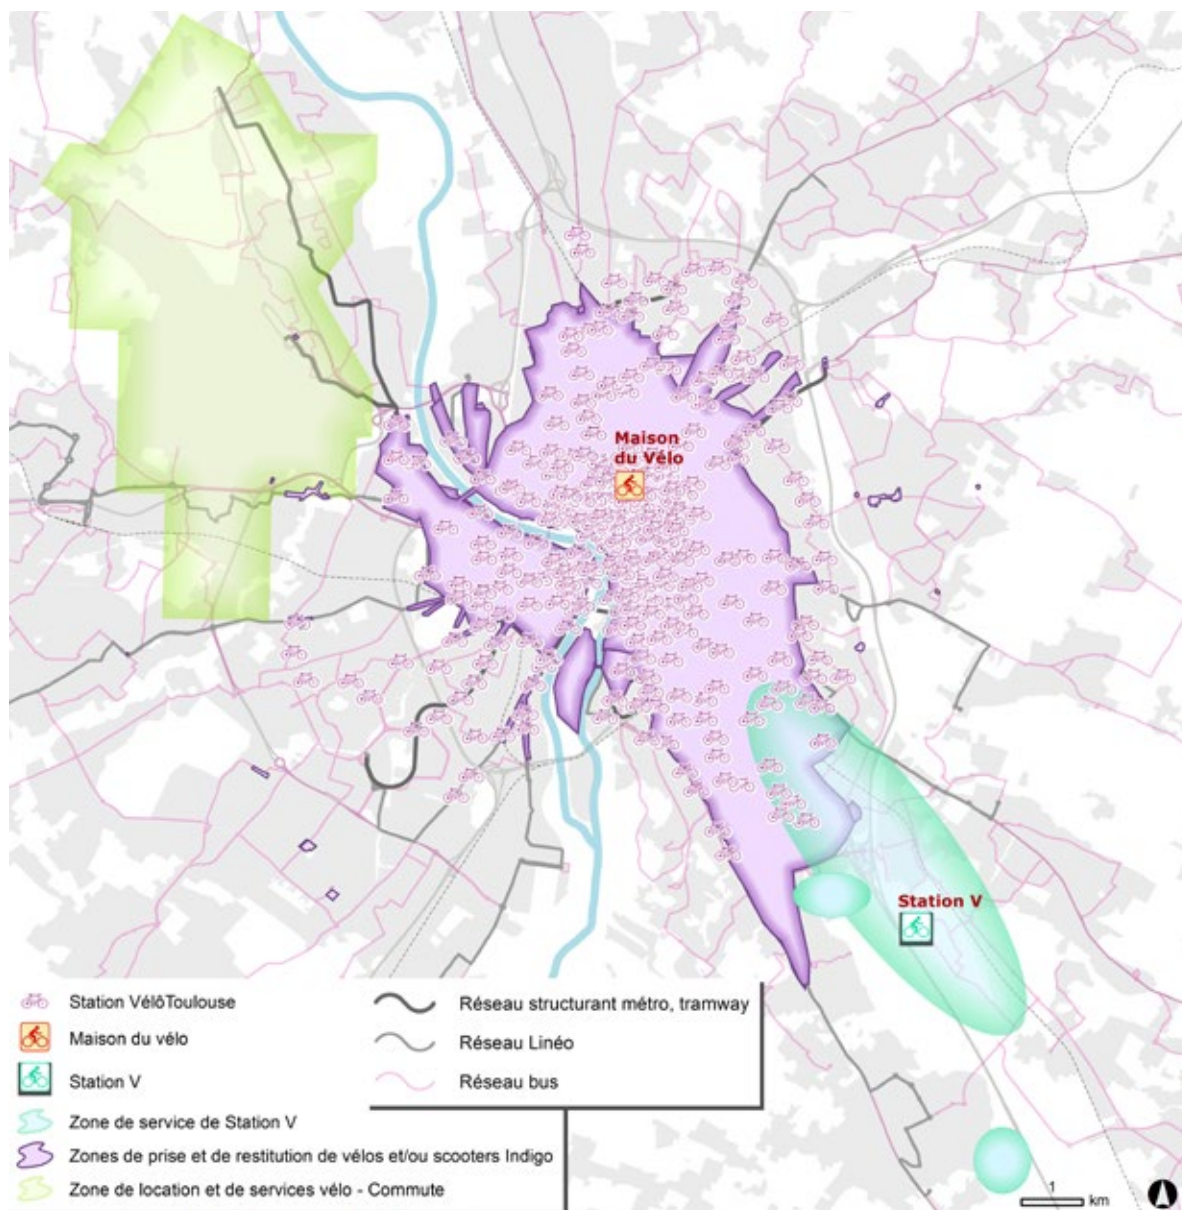 Maison
du Vélo
Station V
Station VélôToulouse
Maison du vélo
Station V
Zone de service de Station V
Zones de prise et de restitution de vélos et/ou scooters Indigo
Zone de location et de services vélo - Commute
Réseau structurant métro, tramway
Réseau Linéo
Réseau bus
1
km